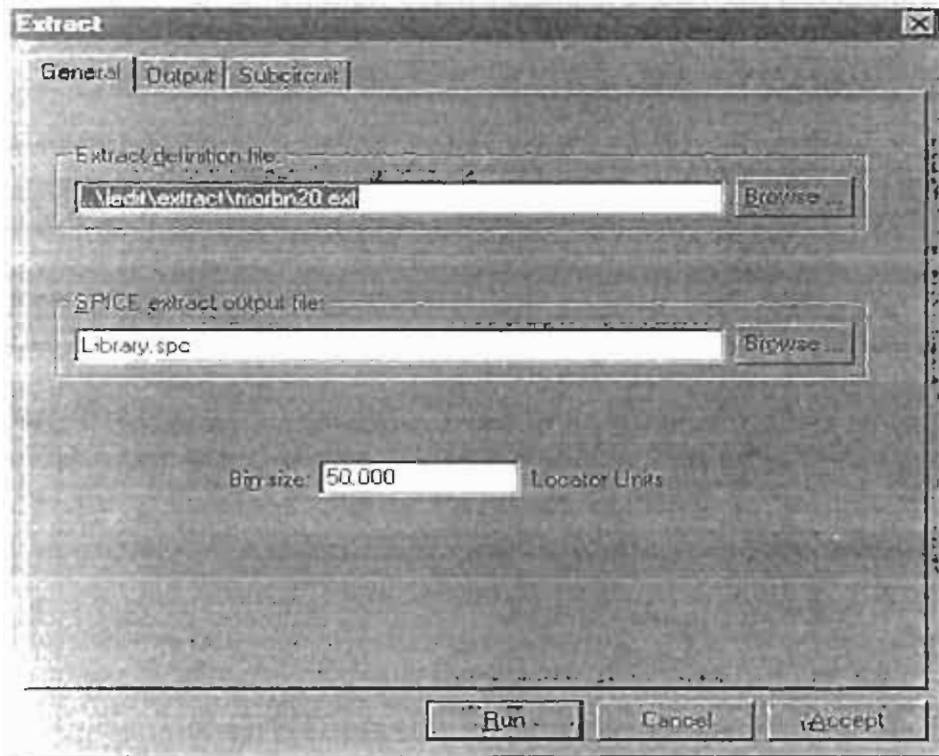 Extract
General Output Subcircuit
Extract definition file:
..\ledit\extract\morbn20.ext
Browse ...
SPICE extract output file:
Library.spc
Browse ...
Bin size: 50.000 Locator Units
Run Cancel Accept